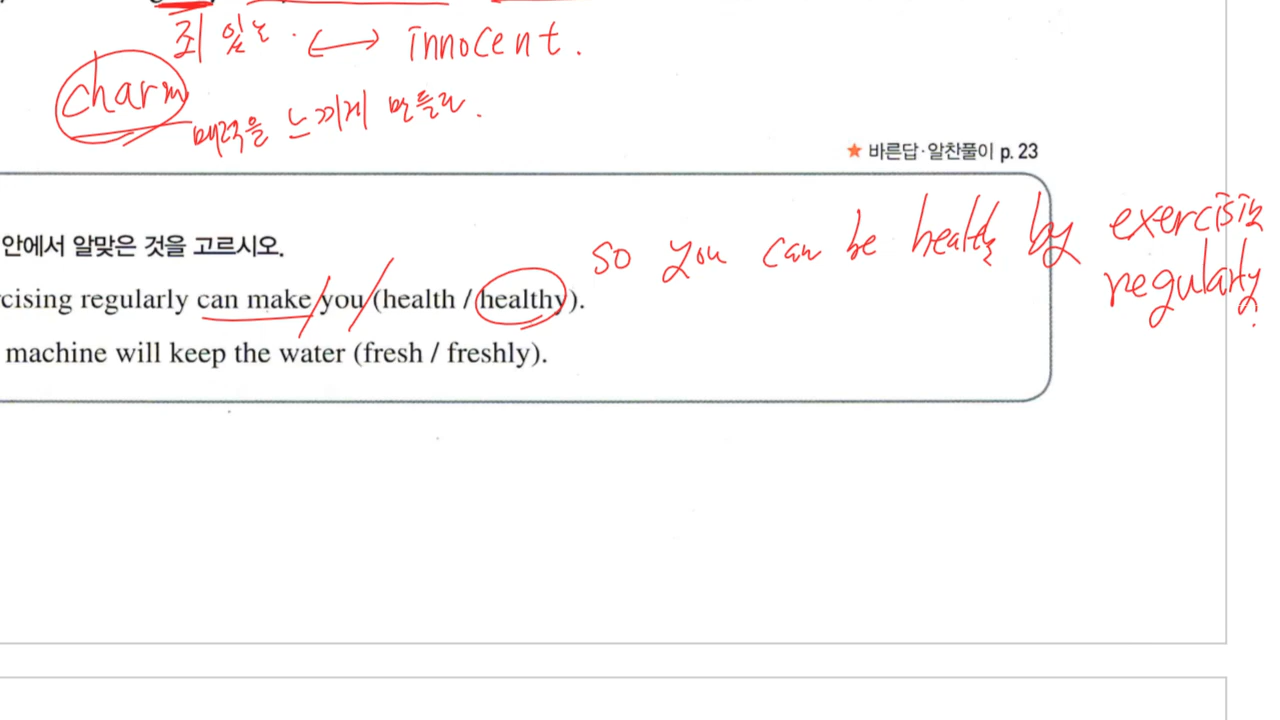 죄 있는. ↔ innocent.
charm
매력을 느끼게 만들다.
★ 바른답·알찬풀이 p. 23
안에서 알맞은 것을 고르시오.
so you can be healthy by exercisin
regularly.
cising regularly can make/you/(health / healthy).
machine will keep the water (fresh / freshly).